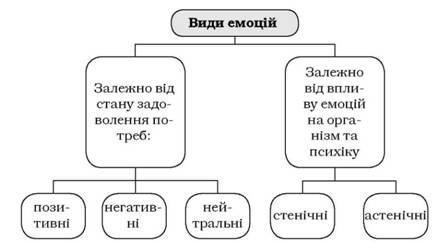 Види емоцій
Залежно від
стану задо-
волення по-
треб:
Залежно
від впли-
ву емоцій
на орга-
нізм та
психіку
пози-
тивні
негатив-
ні
ней-
тральні
стенічні
астенічні